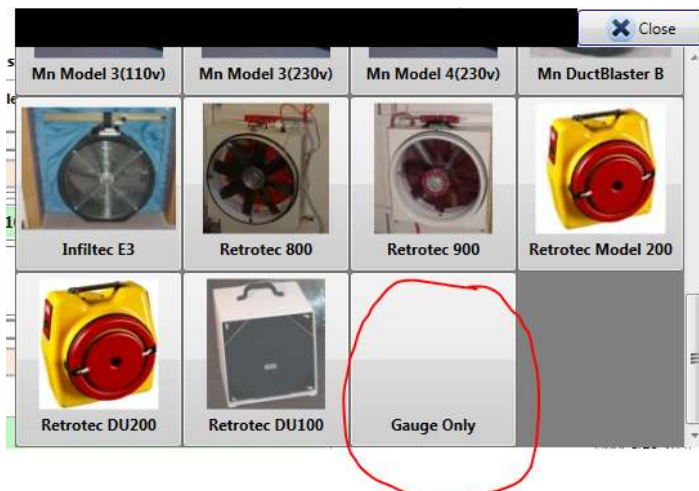 Close
Mn Model 3(110v)
Mn Model 3(230v)
Mn Model 4(230v)
Mn DuctBlaster B
Infiltec E3
Retrotec 800
Retrotec 900
Retrotec Model 200
Retrotec DU200
Retrotec DU100
Gauge Only